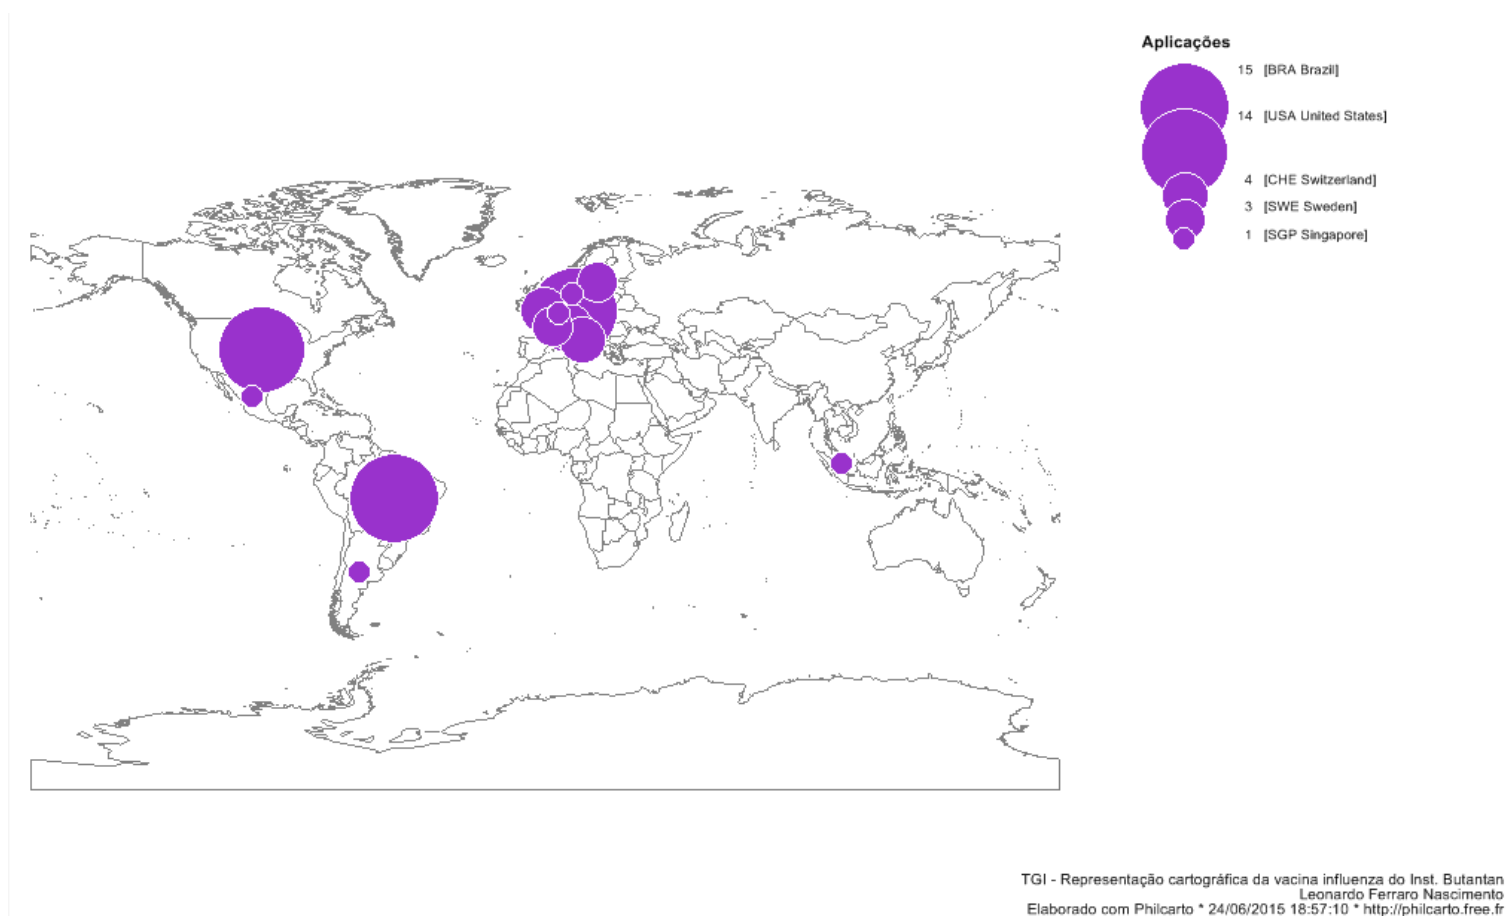 Aplicações
15 [BRA Brazil]
14 [USA United States]
4 [CHE Switzerland]
3 [SWE Sweden]
1 [SGP Singapore]
TGI - Representação cartográfica da vacina influenza do Inst. Butantan
Leonardo Ferraro Nascimento
Elaborado com Philcarto * 24/06/2015 18:57:10 * http://philcarto.free.fr